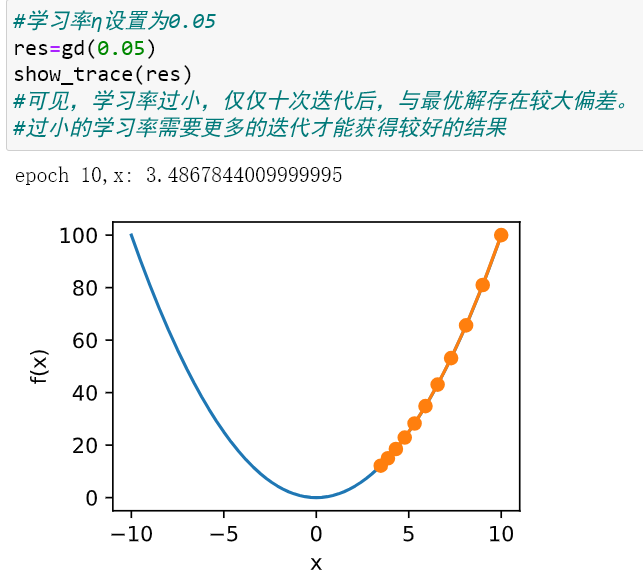 #学习率η设置为0.05
res=gd(0.05)
show_trace(res)
#可见，学习率过小，仅仅十次迭代后，与最优解存在较大偏差。
#过小的学习率需要更多的迭代才能获得较好的结果
epoch 10,x: 3.4867844009999995
100
80
60
40
20
0
f(x)
−10 −5 0 5 10
x